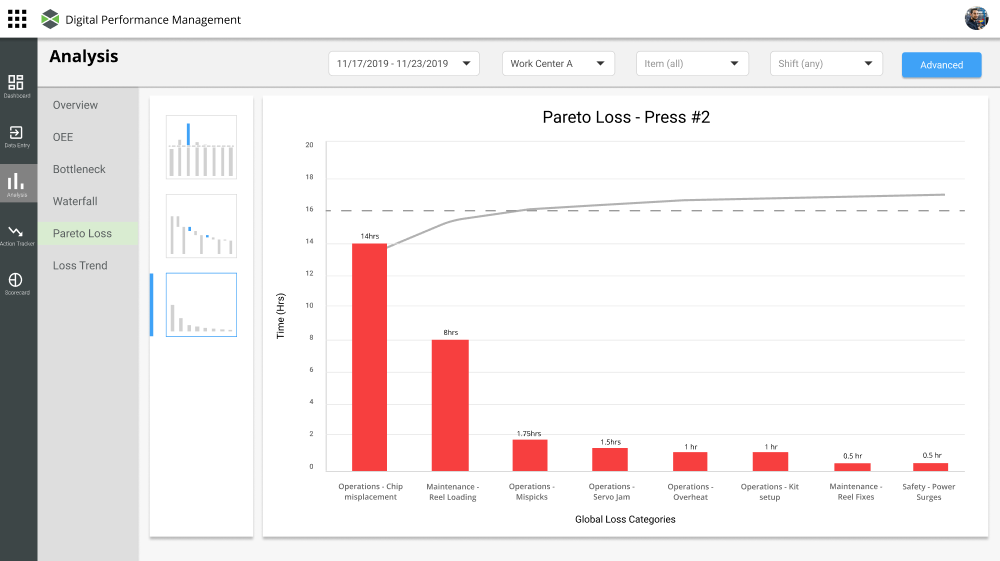 Digital Performance Management
Analysis
11/17/2019 - 11/23/2019
Work Center A
Item (all)
Shift (any)
Advanced
Dashboard
Data Entry
Analysis
Action Tracker
Scorecard
Overview
OEE
Bottleneck
Waterfall
Pareto Loss
Loss Trend
Pareto Loss - Press #2
Time (Hrs)
20
18
16
14
12
10
8
6
4
2
0
14hrs
8hrs
1.75hrs
1.5hrs
1 hr
1 hr
0.5 hr
0.5 hr
Operations - Chip
misplacement
Maintenance -
Reel Loading
Operations -
Mispicks
Operations -
Servo Jam
Operations -
Overheat
Operations - Kit
setup
Maintenance -
Reel Fixes
Safety - Power
Surges
Global Loss Categories